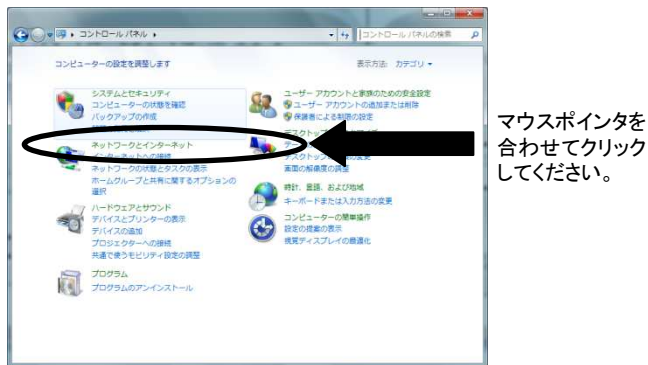 コントロール パネル
コントロール パネルの検索
コンピューターの設定を調整します
表示方法: カテゴリ
システムとセキュリティ
コンピューターの状態を確認
バックアップの作成
ネットワークとインターネット
インターネットへの接続
ネットワークの状態とタスクの表示
ホームグループと共有に関するオプションの
選択
ハードウェアとサウンド
デバイスとプリンターの表示
デバイスの追加
プロジェクターへの接続
共通で使うモビリティ設定の調整
プログラム
プログラムのアンインストール
ユーザー アカウントと家族のための安全設定
ユーザー アカウントの追加または削除
保護者による制限の設定
画面の解像度の調整
時計、言語、および地域
キーボードまたは入力方法の変更
コンピューターの簡単操作
設定の提案の表示
視覚ディスプレイの最適化
マウスポインタを
合わせてクリック
してください。